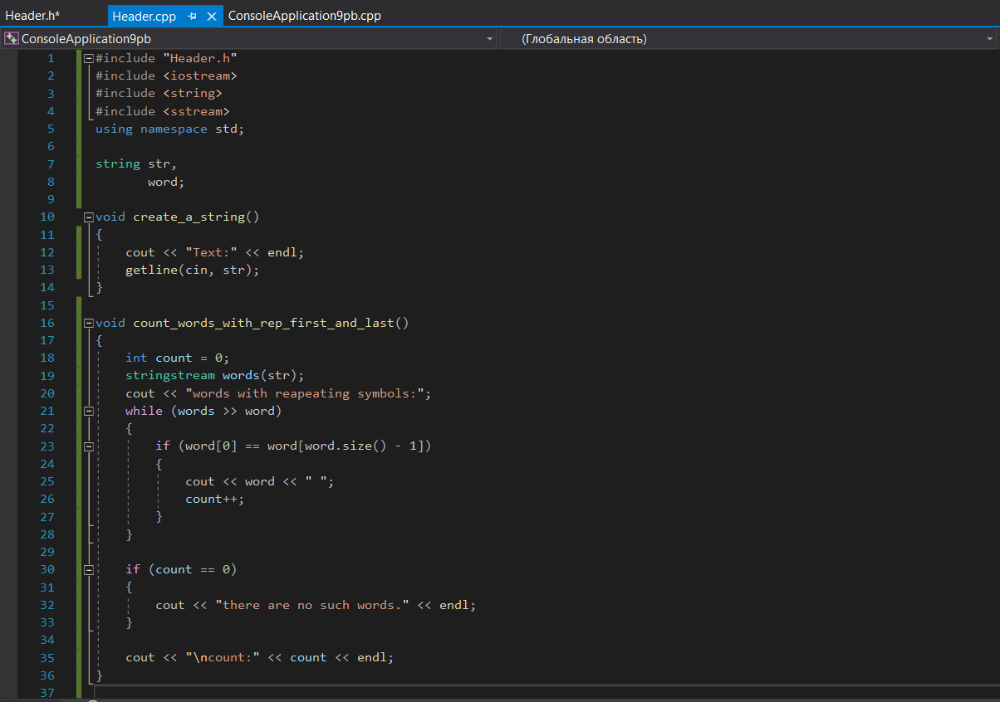 Header.h*
Header.cpp
ConsoleApplication9pb.cpp
ConsoleApplication9pb
(Глобальная область)
1 #include "Header.h"
2 #include <iostream>
3 #include <string>
4 #include <sstream>
5 using namespace std;
6
7 string str,
8 word;
9
10 void create_a_string()
11 {
12 cout << "Text:" << endl;
13 getline(cin, str);
14 }
15
16 void count_words_with_rep_first_and_last()
17 {
18 int count = 0;
19 stringstream words(str);
20 cout << "words with reapeating symbols:";
21 while (words >> word)
22 {
23 if (word[0] == word[word.size() - 1])
24 {
25 cout << word << " ";
26 count++;
27 }
28 }
29
30 if (count == 0)
31 {
32 cout << "there are no such words." << endl;
33 }
34
35 cout << "\ncount:" << count << endl;
36 }
37